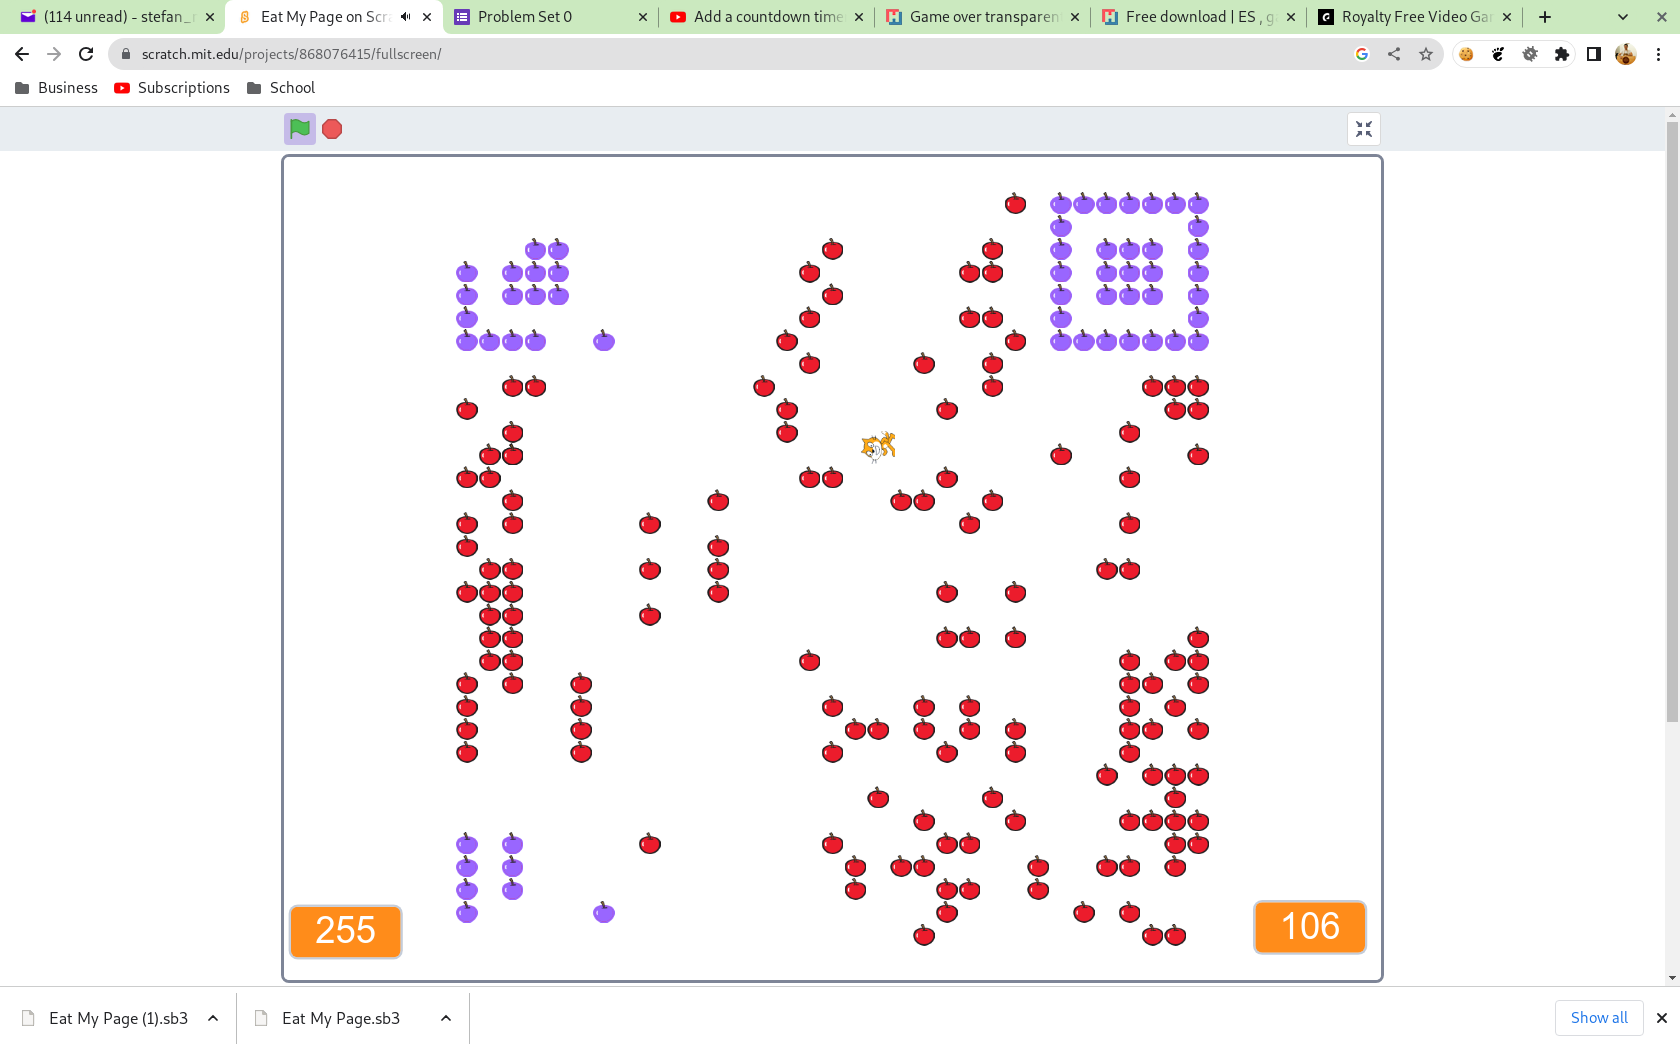 (114 unread) - stefan_
Eat My Page on Scra
Problem Set 0
Add a countdown time
Game over transparen
Free download | ES , g
Royalty Free Video Gar
scratch.mit.edu/projects/868076415/fullscreen/
Business
Subscriptions
School
255
106
Eat My Page (1).sb3
Eat My Page.sb3
Show all